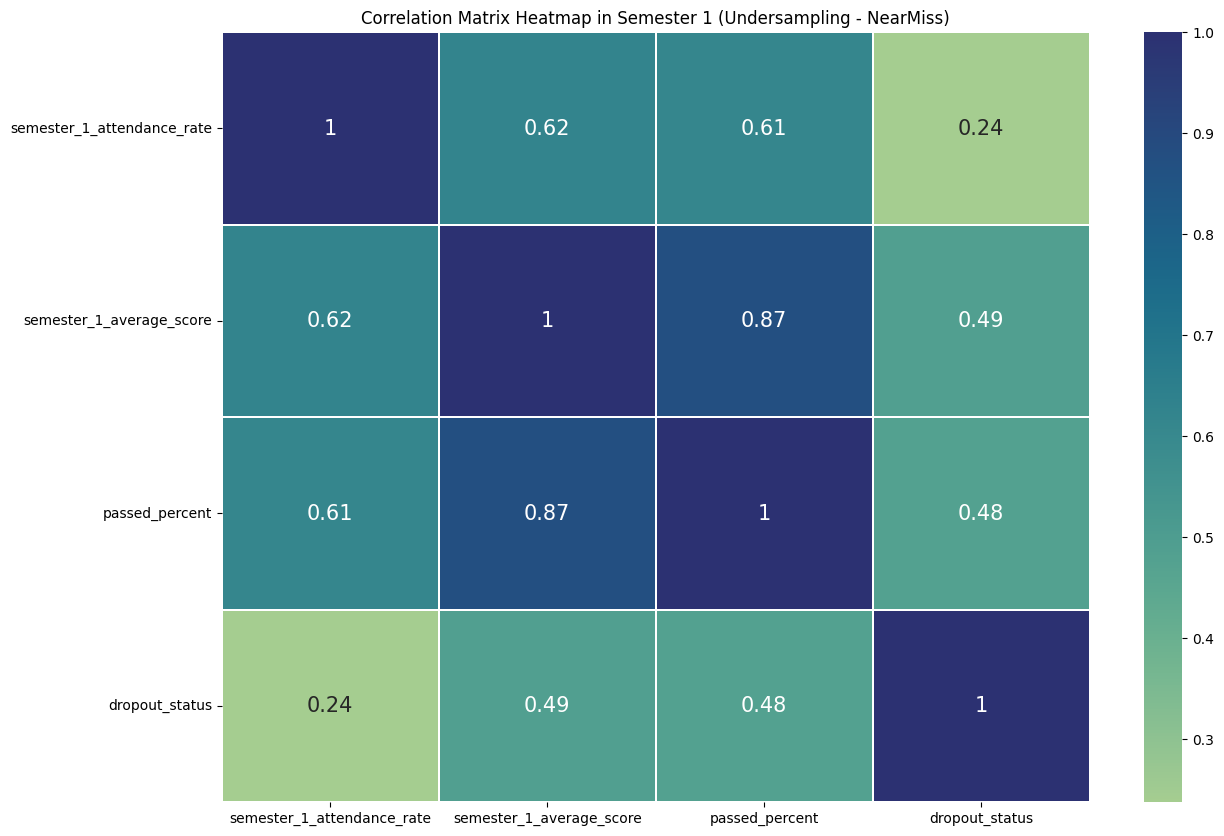 Correlation Matrix Heatmap in Semester 1 (Undersampling - NearMiss)
semester_1_attendance_rate 1 0.62 0.61 0.24
semester_1_average_score 0.62 1 0.87 0.49
passed_percent 0.61 0.87 1 0.48
dropout_status 0.24 0.49 0.48 1
semester_1_attendance_rate semester_1_average_score passed_percent dropout_status
1.0
0.9
0.8
0.7
0.6
0.5
0.4
0.3